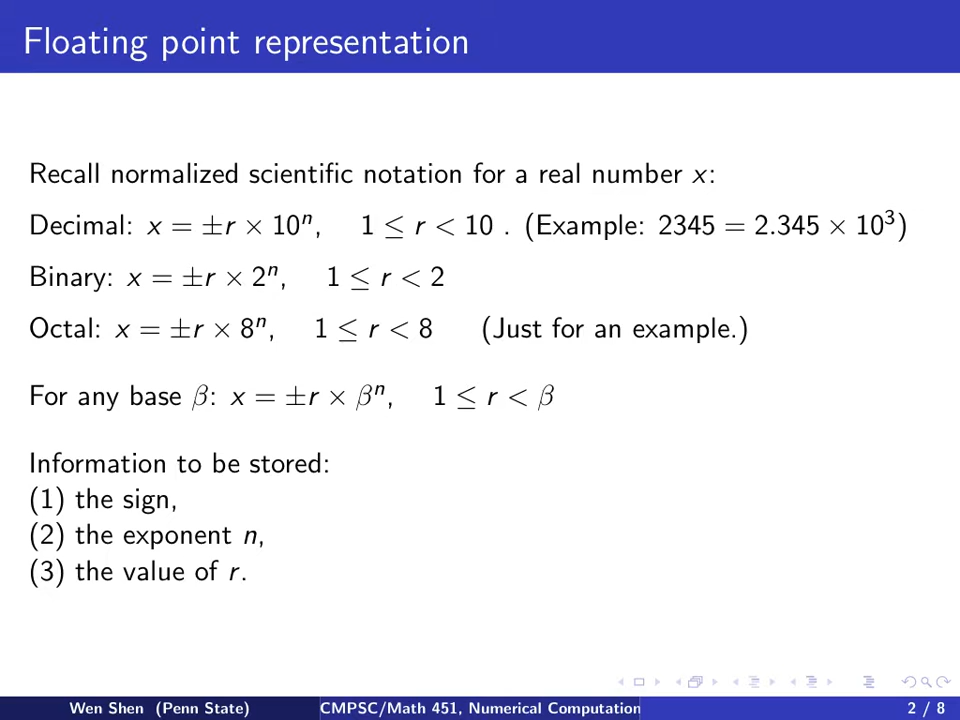 Floating point representation
Recall normalized scientific notation for a real number x:
Decimal: x = ±r × 10ⁿ, 1 ≤ r < 10 . (Example: 2345 = 2.345 × 10³)
Binary: x = ±r × 2ⁿ, 1 ≤ r < 2
Octal: x = ±r × 8ⁿ, 1 ≤ r < 8 (Just for an example.)
For any base β: x = ±r × βⁿ, 1 ≤ r < β
Information to be stored:
(1) the sign,
(2) the exponent n,
(3) the value of r.
Wen Shen (Penn State) CMPSC/Math 451, Numerical Computation 2 / 8